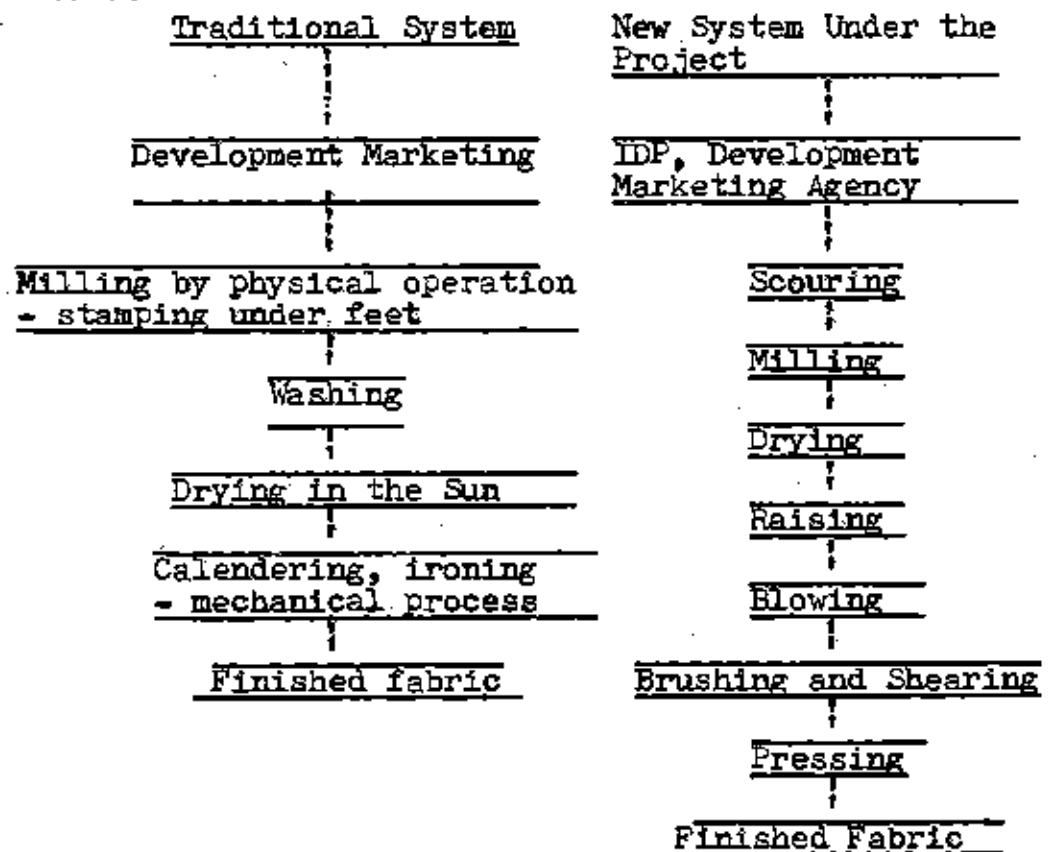 Traditional System
Development Marketing
Milling by physical operation
- stamping under feet
Washing
Drying in the Sun
Calendering, ironing
- mechanical process
Finished fabric
New System Under the
Project
IDP, Development
Marketing Agency
Scouring
Milling
Drying
Raising
Blowing
Brushing and Shearing
Pressing
Finished Fabric